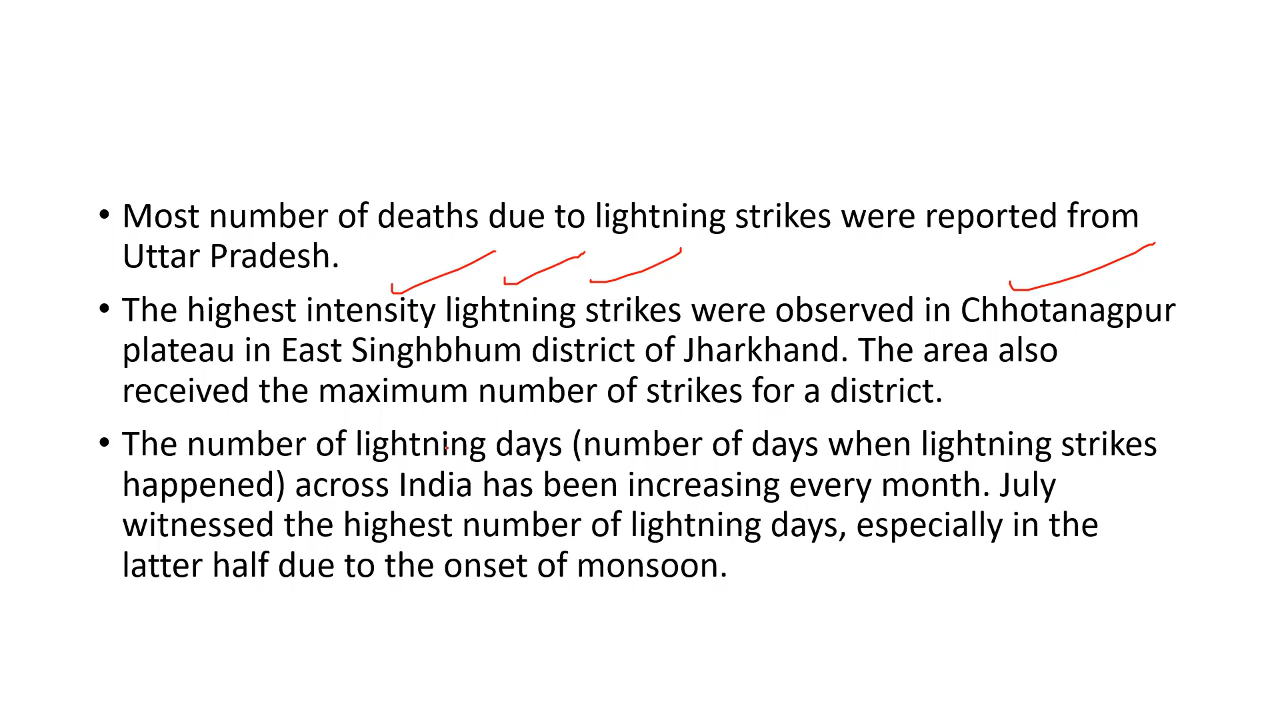 • Most number of deaths due to lightning strikes were reported from
Uttar Pradesh.
• The highest intensity lightning strikes were observed in Chhotanagpur
plateau in East Singhbhum district of Jharkhand. The area also
received the maximum number of strikes for a district.
• The number of lightning days (number of days when lightning strikes
happened) across India has been increasing every month. July
witnessed the highest number of lightning days, especially in the
latter half due to the onset of monsoon.